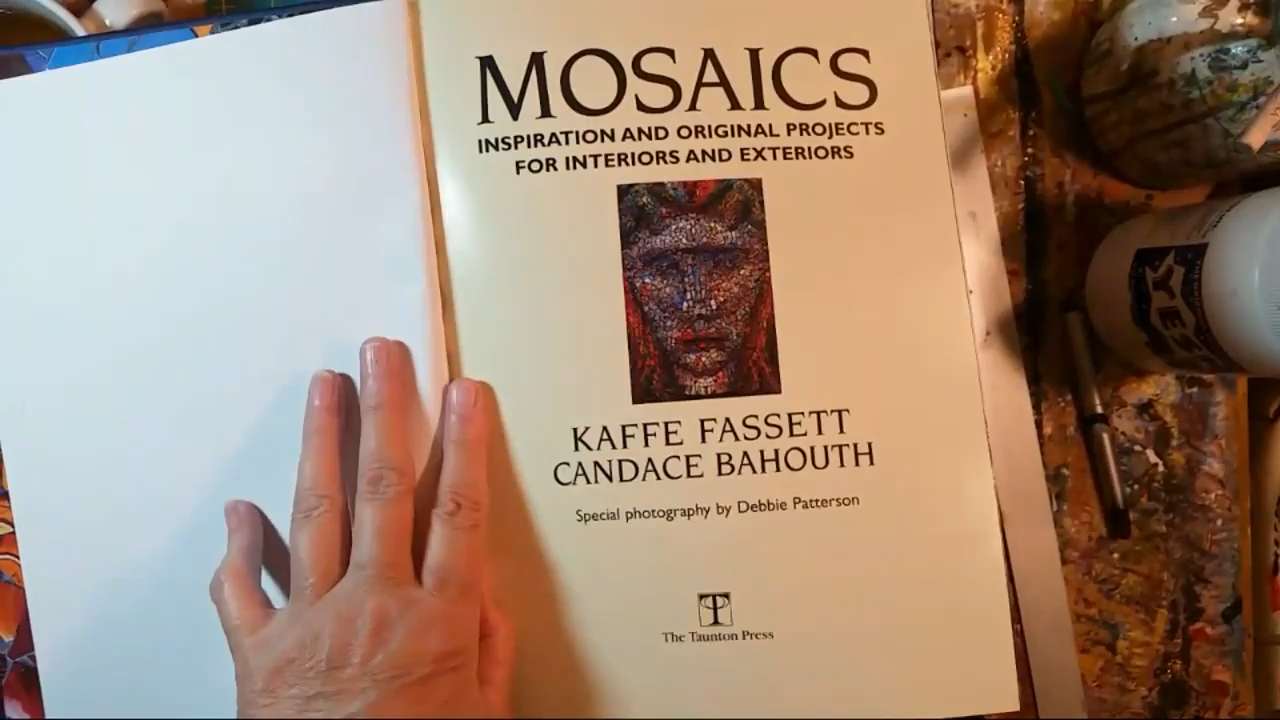 MOSAICS
INSPIRATION AND ORIGINAL PROJECTS
FOR INTERIORS AND EXTERIORS
KAFFE FASSETT
CANDACE BAHOUTH
Special photography by Debbie Patterson
T
The Taunton Press
YES!